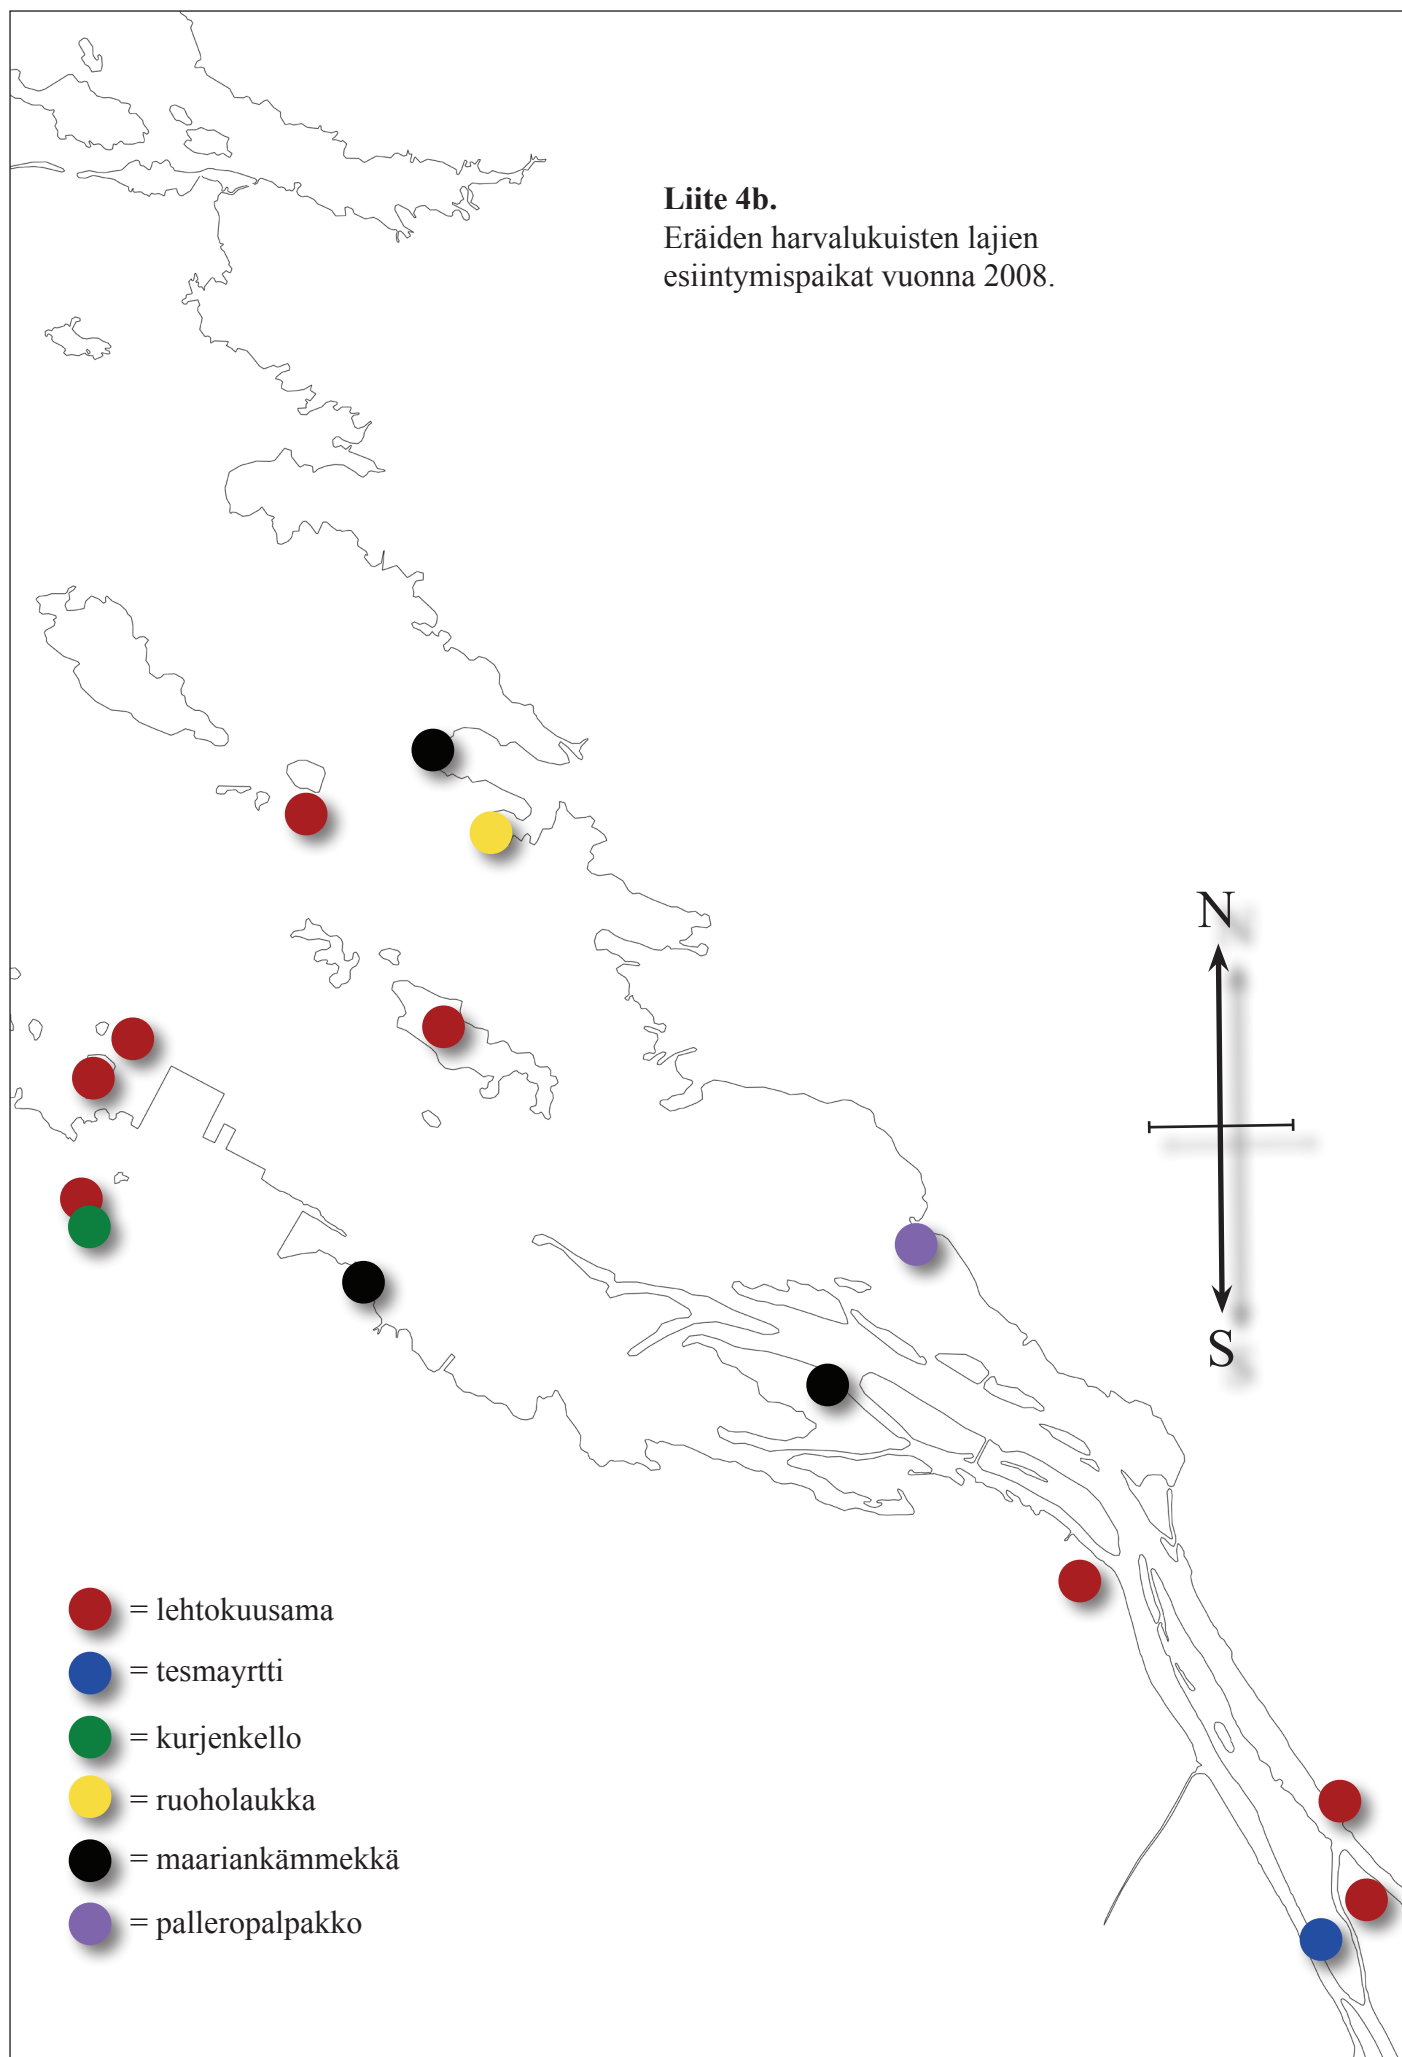 Liite 4b.
Eräiden harvalukuisten lajien
esiintymispaikat vuonna 2008.
N
S
= lehtokuusama
= tesmayrtti
= kurjenkello
= ruoholaukka
= maariankämmekkä
= palleropalpakko